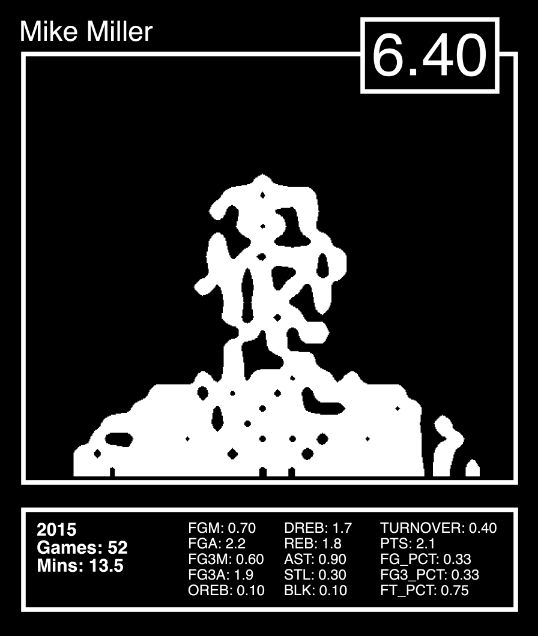 Mike Miller
6.40
2015
Games: 52
Mins: 13.5
FGM: 0.70
FGA: 2.2
FG3M: 0.60
FG3A: 1.9
OREB: 0.10
DREB: 1.7
REB: 1.8
AST: 0.90
STL: 0.30
BLK: 0.10
TURNOVER: 0.40
PTS: 2.1
FG_PCT: 0.33
FG3_PCT: 0.33
FT_PCT: 0.75